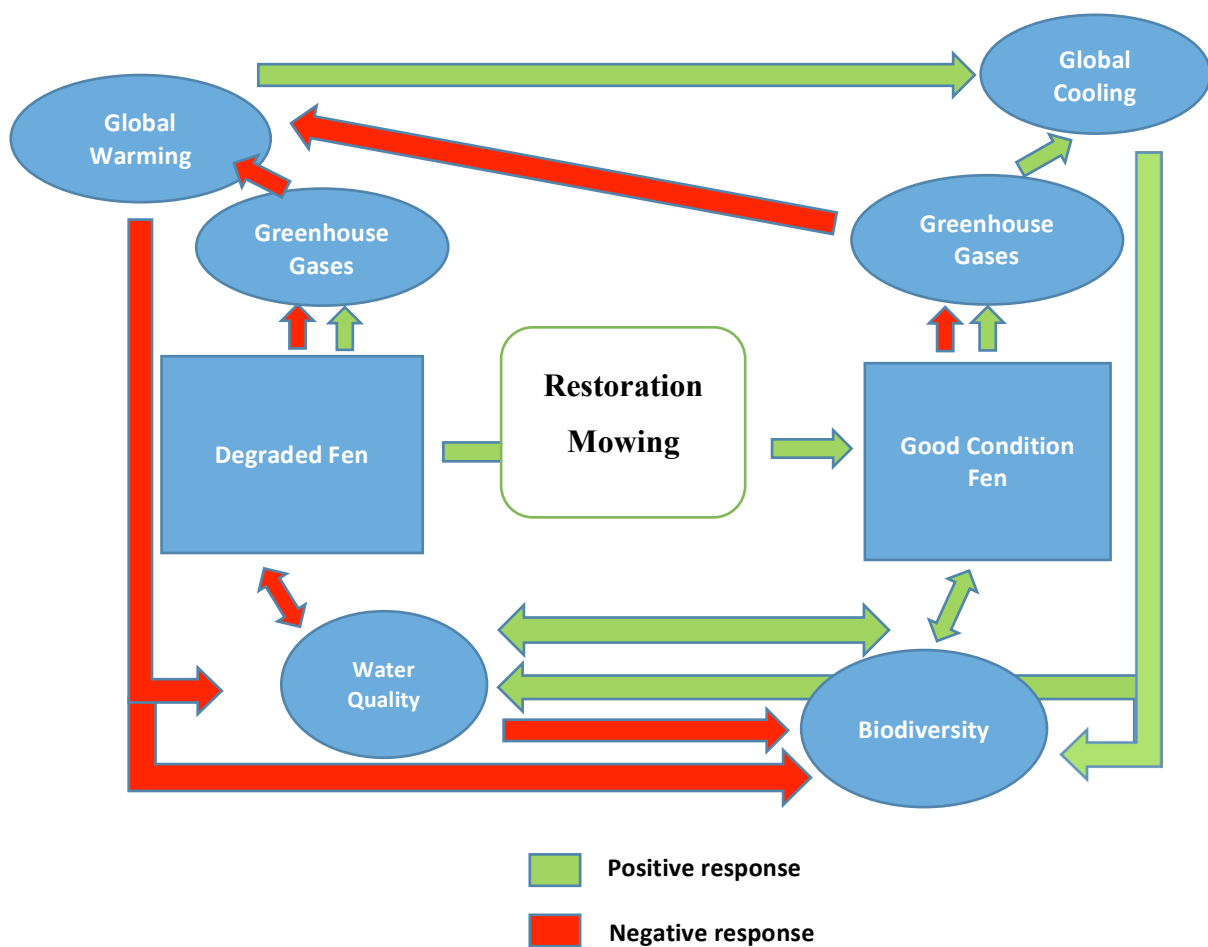 Global
Cooling
Global
Warming
Greenhouse
Gases
Greenhouse
Gases
Restoration
Mowing
Degraded Fen
Good Condition
Fen
Water
Quality
Biodiversity
Positive response
Negative response